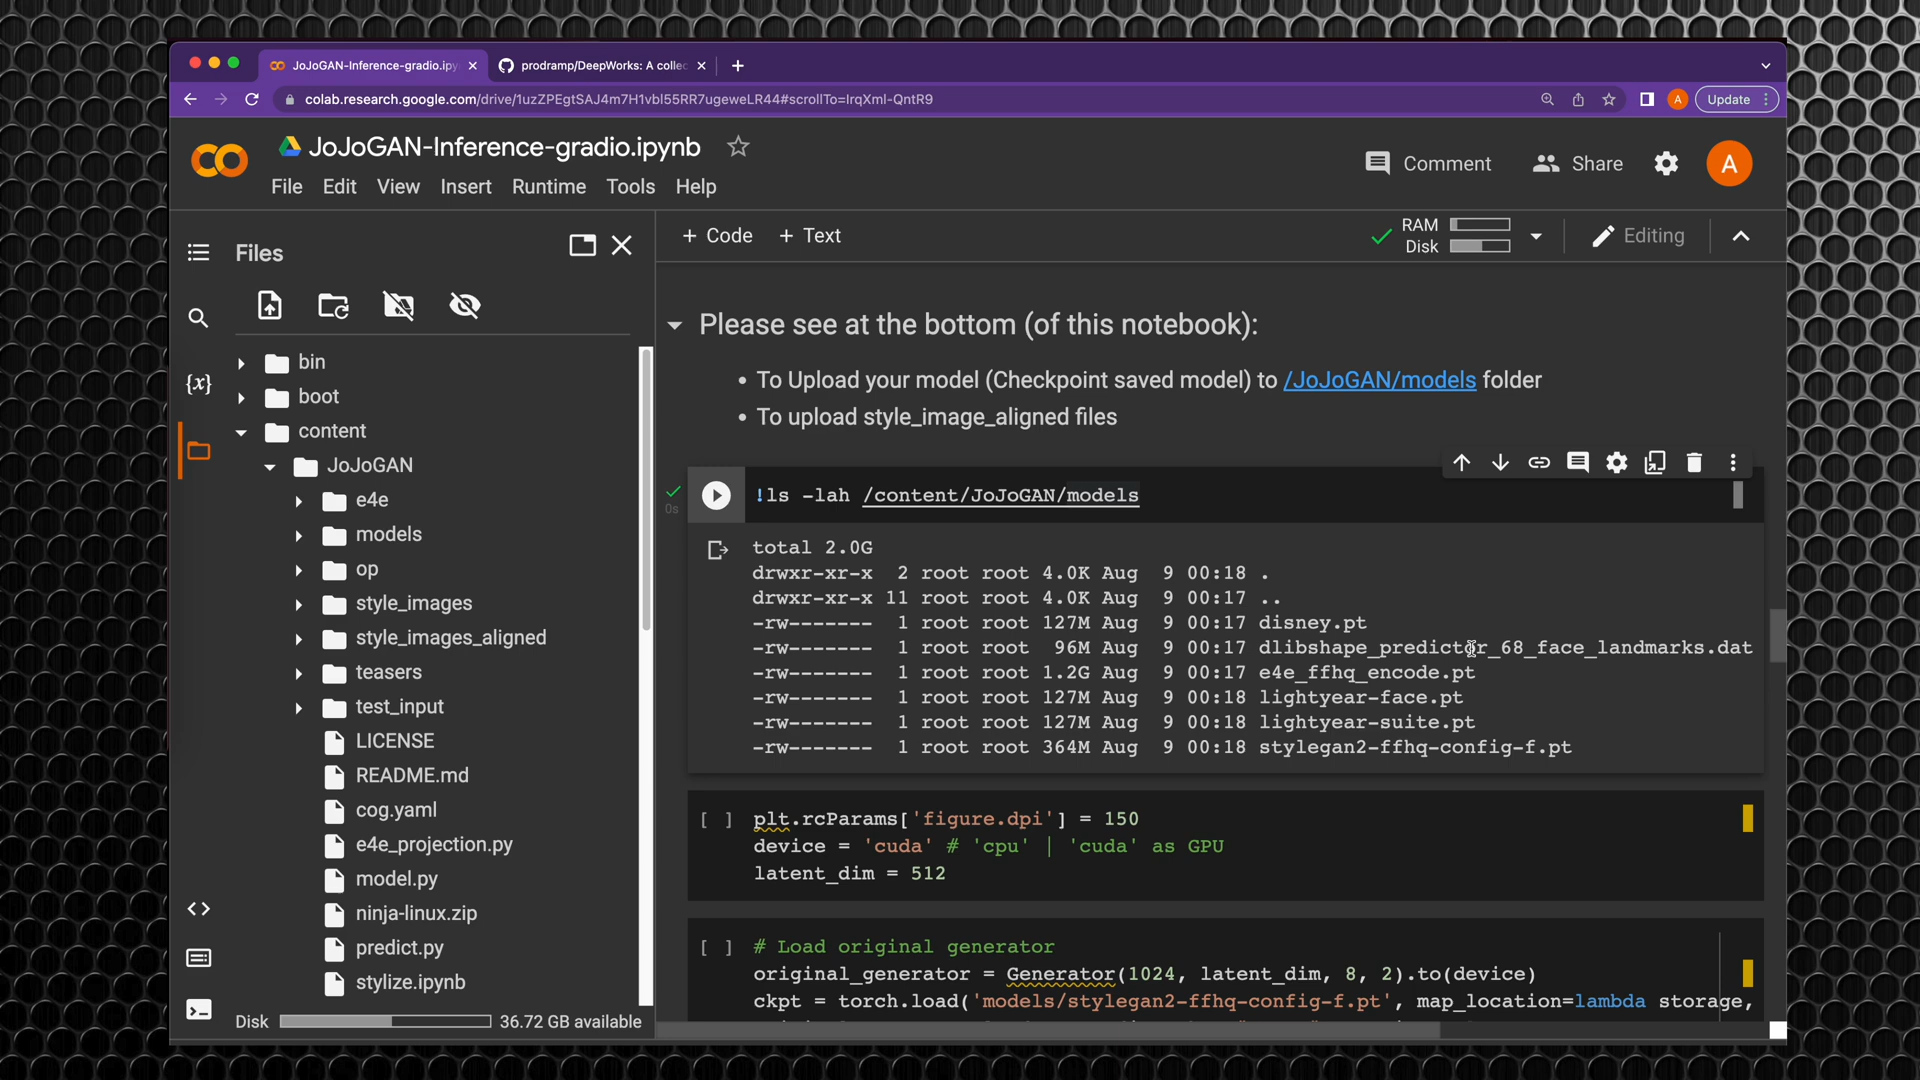 JoJoGAN-Inference-gradio.ipy
prodramp/DeepWorks: A collec
colab.research.google.com/drive/1uzZPEgtSAJ4m7H1vbl55RR7ugeweLR44#scrollTo=IrqXml-QntR9
A
Update
JoJoGAN-Inference-gradio.ipynb
Comment
Share
A
File Edit View Insert Runtime Tools Help
Files
+ Code + Text
RAM
Disk
Editing
bin
boot
content
JoJoGAN
e4e
models
op
style_images
style_images_aligned
teasers
test_input
LICENSE
README.md
cog.yaml
e4e_projection.py
model.py
ninja-linux.zip
predict.py
stylize.ipynb
Disk 36.72 GB available
{x}
Please see at the bottom (of this notebook):
• To Upload your model (Checkpoint saved model) to /JoJoGAN/models folder
• To upload style_image_aligned files
0s
!ls -lah /content/JoJoGAN/models
total 2.0G
drwxr-xr-x 2 root root 4.0K Aug 9 00:18 .
drwxr-xr-x 11 root root 4.0K Aug 9 00:17 ..
-rw------- 1 root root 127M Aug 9 00:17 disney.pt
-rw------- 1 root root 96M Aug 9 00:17 dlibshape_predictor_68_face_landmarks.dat
-rw------- 1 root root 1.2G Aug 9 00:17 e4e_ffhq_encode.pt
-rw------- 1 root root 127M Aug 9 00:18 lightyear-face.pt
-rw------- 1 root root 127M Aug 9 00:18 lightyear-suite.pt
-rw------- 1 root root 364M Aug 9 00:18 stylegan2-ffhq-config-f.pt
[ ] plt.rcParams['figure.dpi'] = 150
device = 'cuda' # 'cpu' | 'cuda' as GPU
latent_dim = 512
[ ] # Load original generator
original_generator = Generator(1024, latent_dim, 8, 2).to(device)
ckpt = torch.load('models/stylegan2-ffhq-config-f.pt', map_location=lambda storage,